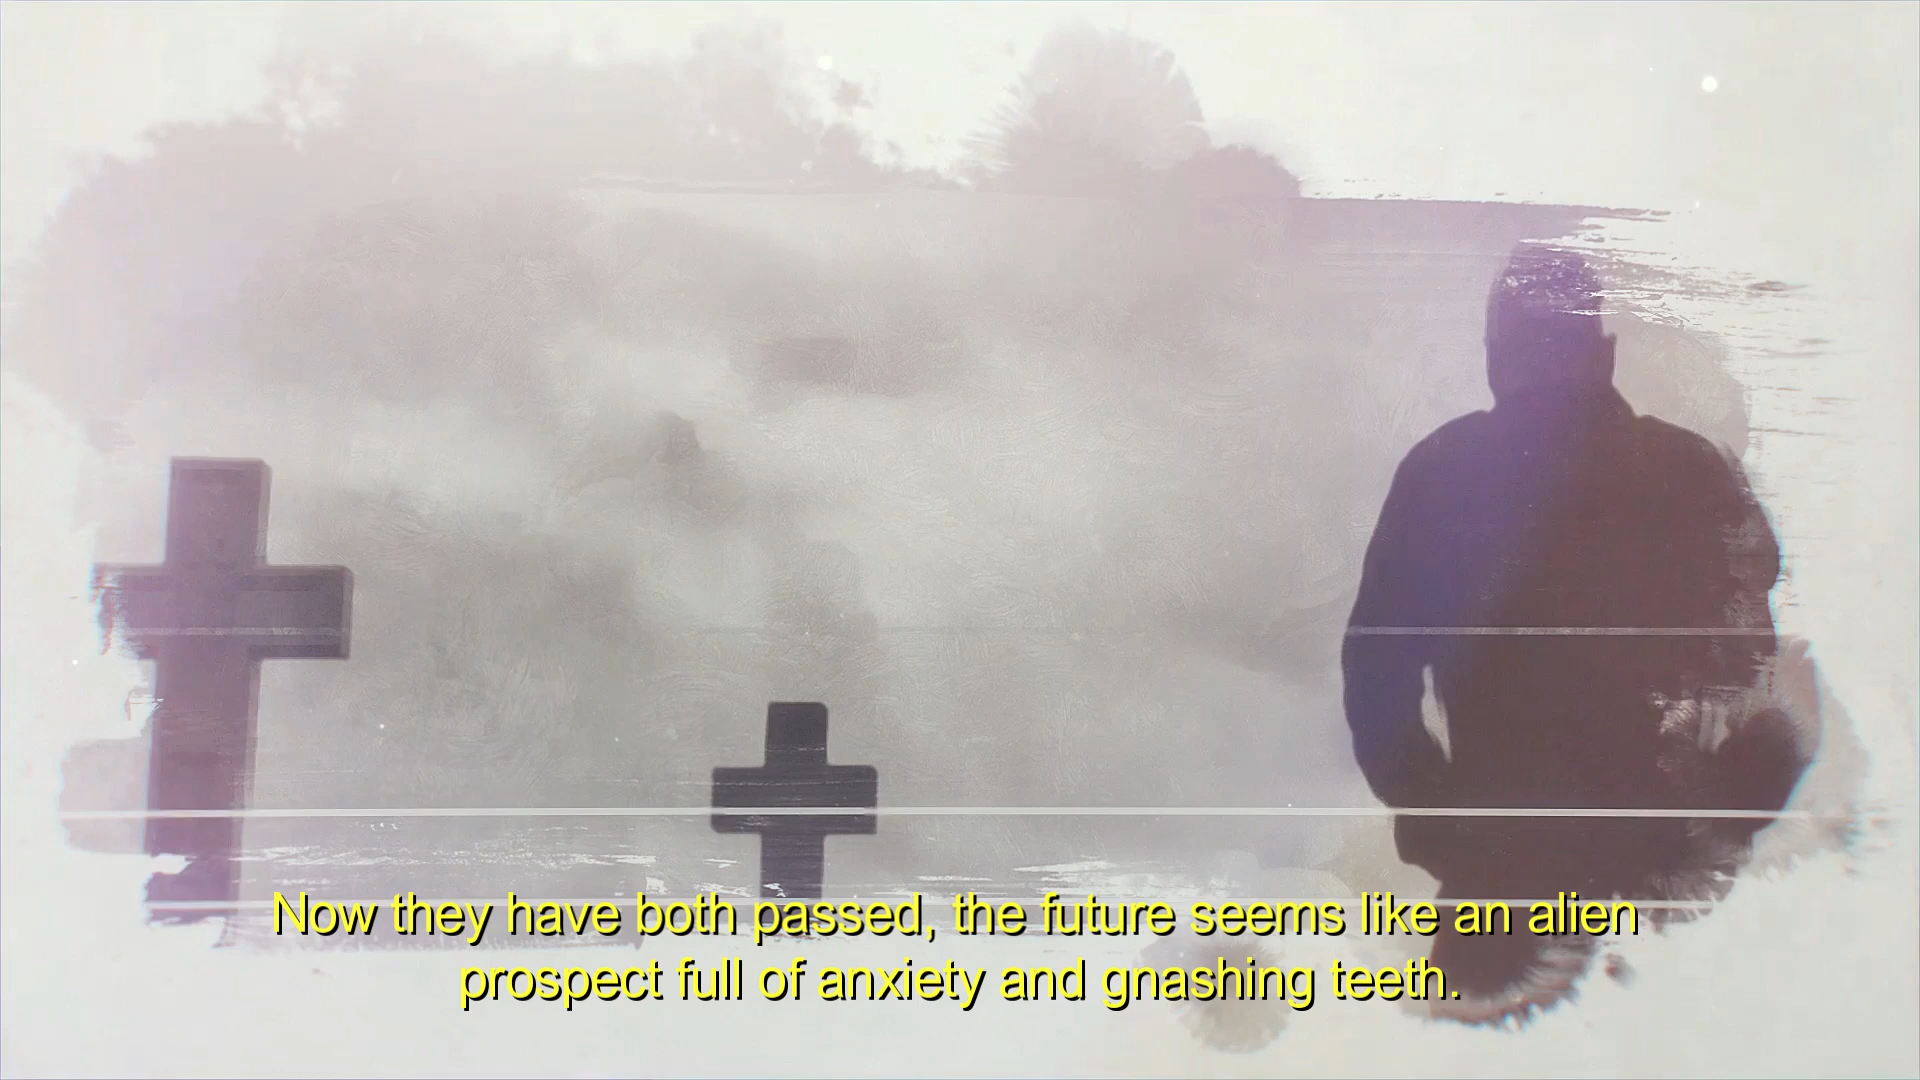 Now they have both passed, the future seems like an alien
prospect full of anxiety and gnashing teeth.